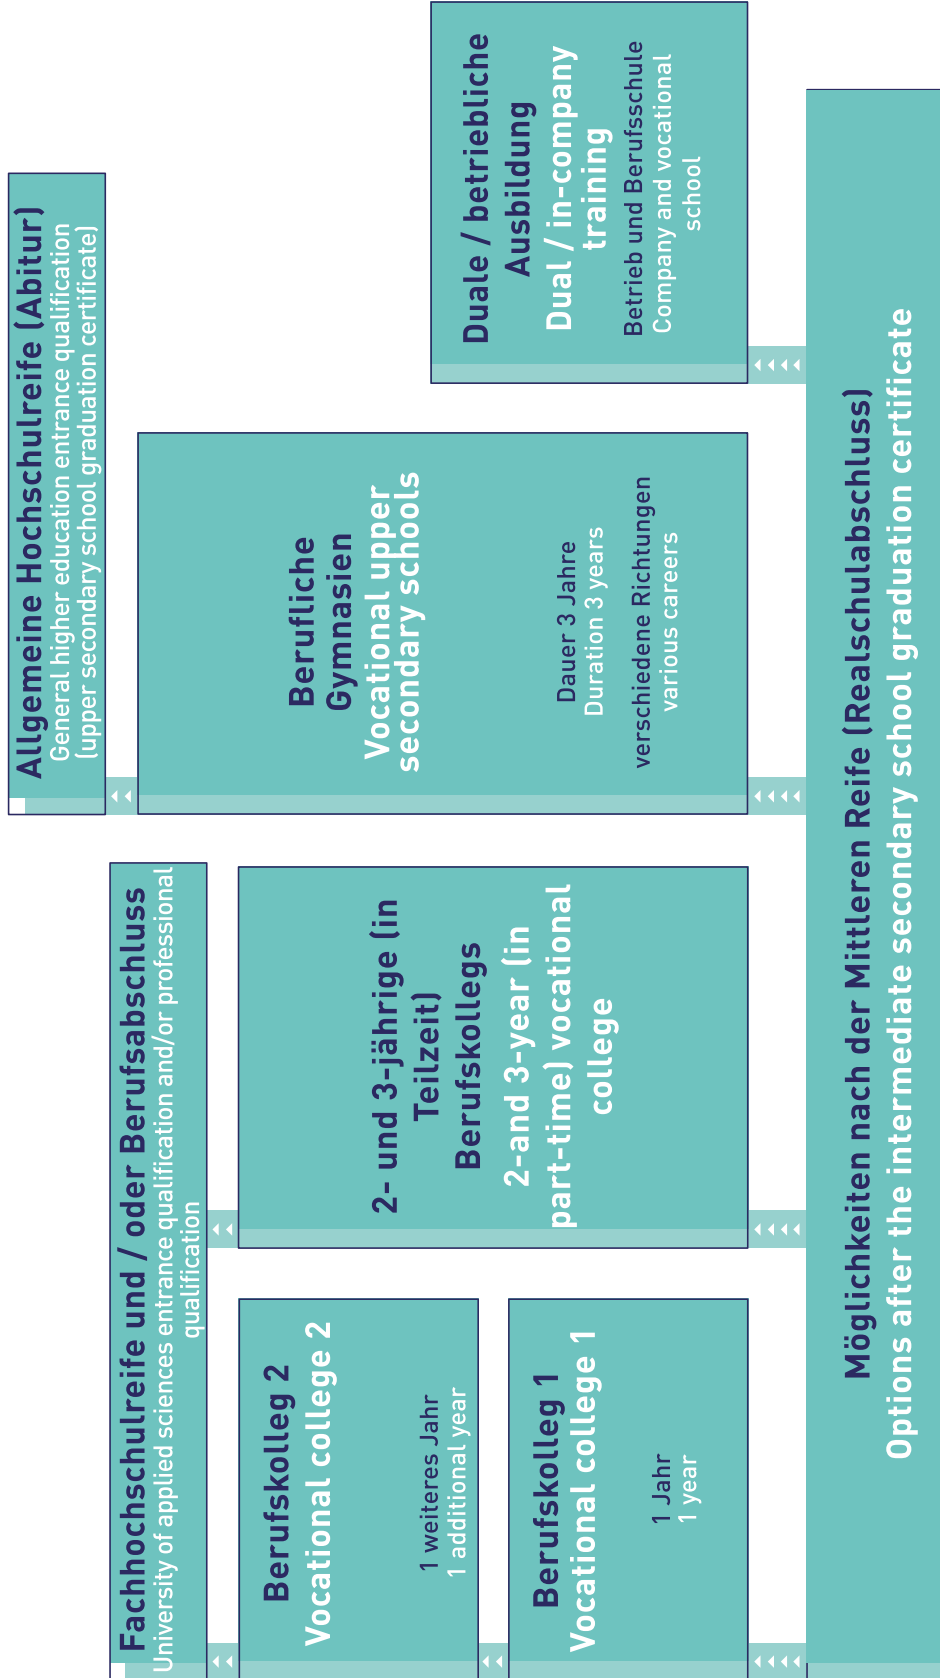 Allgemeine Hochschulreife (Abitur)
General higher education entrance qualification
(upper secondary school graduation certificate)
Fachhochschulreife und / oder Berufsabschluss
University of applied sciences entrance qualification and/or professional
qualification
Berufskolleg 2
Vocational college 2
1 weiteres Jahr
1 additional year
Berufskolleg 1
Vocational college 1
1 Jahr
1 year
2- und 3-jährige (in
Teilzeit)
Berufskollegs
2-and 3-year (in
part-time) vocational
college
Berufliche
Gymnasien
Vocational upper
secondary schools
Dauer 3 Jahre
Duration 3 years
verschiedene Richtungen
various careers
Duale / betriebliche
Ausbildung
Dual / in-company
training
Betrieb und Berufsschule
Company and vocational
school
Möglichkeiten nach der Mittleren Reife (Realschulabschluss)
Options after the intermediate secondary school graduation certificate